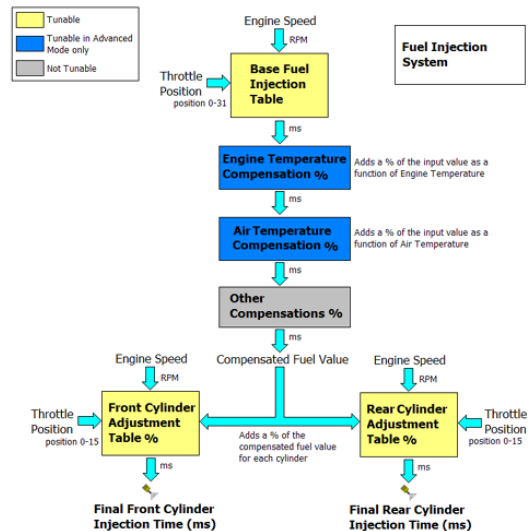 Tunable
Tunable in Advanced
Mode only
Not Tunable
Engine Speed
RPM
Fuel Injection
System
Throttle
Position
position 0-31
Base Fuel
Injection
Table
ms
Engine Temperature
Compensation %
Adds a % of the input value as a
function of Engine Temperature
ms
Air Temperature
Compensation %
Adds a % of the input value as a
function of Air Temperature
ms
Other
Compensations %
ms
Engine Speed
Compensated Fuel Value
Engine Speed
RPM
RPM
Throttle
Position
position 0-15
Front Cylinder
Adjustment
Table %
Adds a % of the
compensated fuel value
for each cylinder
Rear Cylinder
Adjustment
Table %
Throttle
Position
position 0-15
ms
ms
Final Front Cylinder
Injection Time (ms)
Final Rear Cylinder
Injection Time (ms)